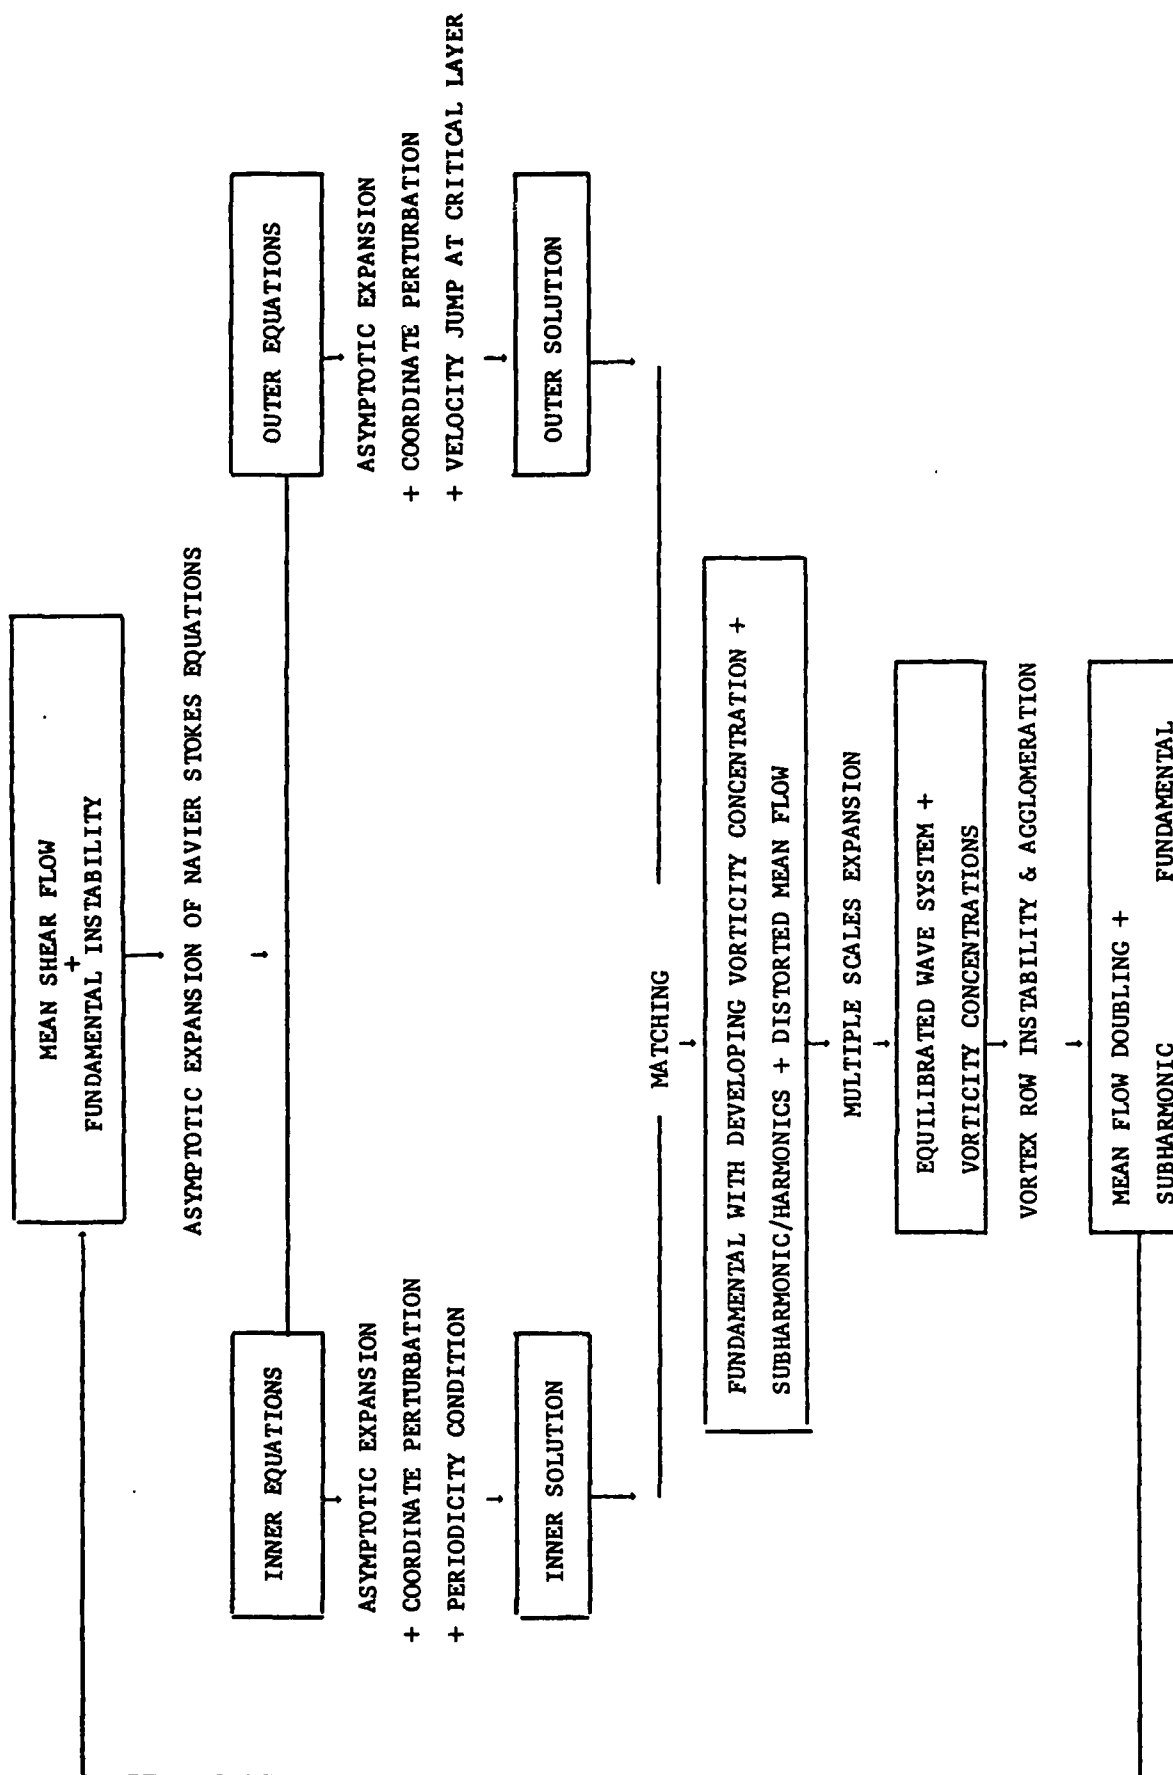 MEAN SHEAR FLOW
+
FUNDAMENTAL INSTABILITY
ASYMPTOTIC EXPANSION OF NAVIER STOKES EQUATIONS
INNER EQUATIONS
ASYMPTOTIC EXPANSION
+ COORDINATE PERTURBATION
+ PERIODICITY CONDITION
INNER SOLUTION
OUTER EQUATIONS
ASYMPTOTIC EXPANSION
+ COORDINATE PERTURBATION
+ VELOCITY JUMP AT CRITICAL LAYER
OUTER SOLUTION
MATCHING
FUNDAMENTAL WITH DEVELOPING VORTICITY CONCENTRATION +
SUBHARMONIC/HARMONICS + DISTORTED MEAN FLOW
MULTIPLE SCALES EXPANSION
EQUILIBRATED WAVE SYSTEM +
VORTICITY CONCENTRATIONS
VORTEX ROW INSTABILITY & AGGLOMERATION
MEAN FLOW DOUBLING +
SUBHARMONIC FUNDAMENTAL